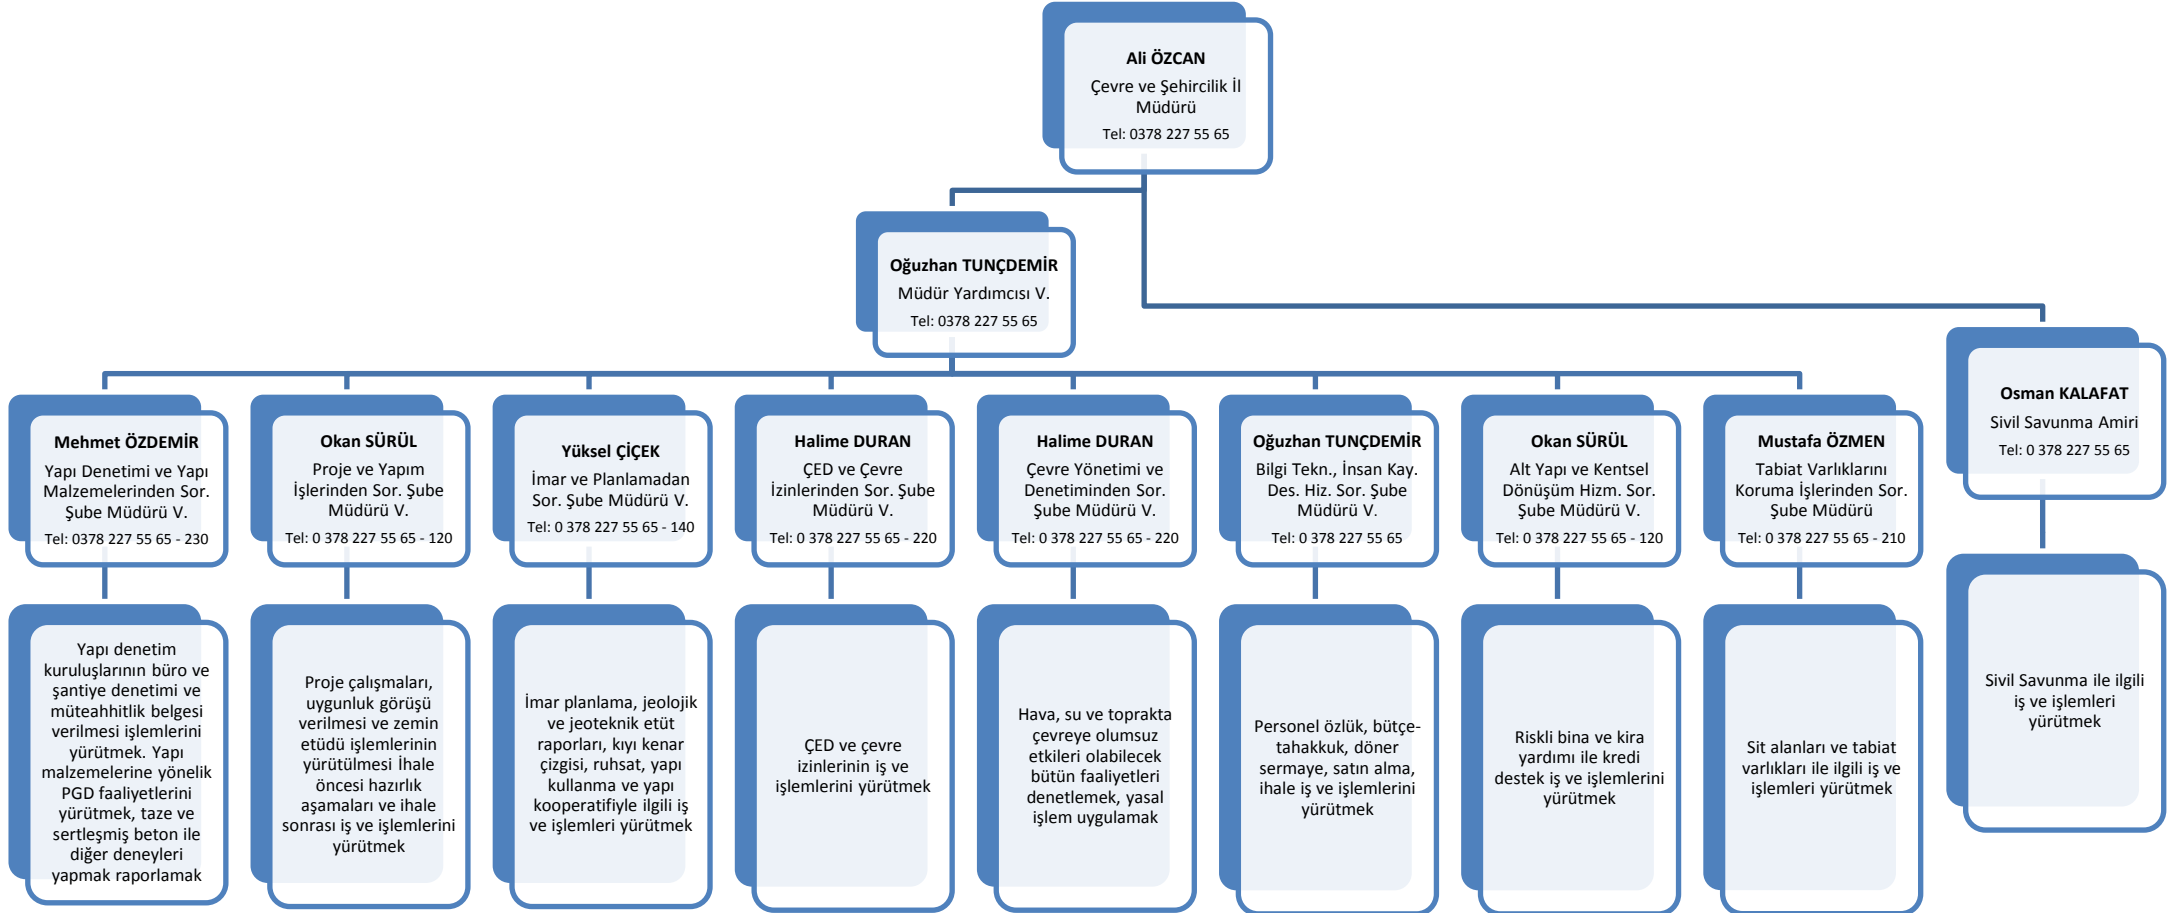 Ali ÖZCAN
Çevre ve Şehircilik İl
Müdürü
Tel: 0378 227 55 65
Oğuzhan TUNÇDEMİR
Müdür Yardımcısı V.
Tel: 0378 227 55 65
Osman KALAFAT
Sivil Savunma Amiri
Tel: 0 378 227 55 65
Mehmet ÖZDEMİR
Yapı Denetimi ve Yapı
Malzemelerinden Sor.
Şube Müdürü V.
Tel: 0378 227 55 65 - 230
Okan SÜRÜL
Proje ve Yapım
İşlerinden Sor. Şube
Müdürü V.
Tel: 0 378 227 55 65 - 120
Yüksel ÇİÇEK
İmar ve Planlamadan
Sor. Şube Müdürü V.
Tel: 0 378 227 55 65 - 140
Halime DURAN
ÇED ve Çevre
İzinlerinden Sor. Şube
Müdürü V.
Tel: 0 378 227 55 65 - 220
Halime DURAN
Çevre Yönetimi ve
Denetiminden Sor.
Şube Müdürü V.
Tel: 0 378 227 55 65 - 220
Oğuzhan TUNÇDEMİR
Bilgi Tekn., İnsan Kay.
Des. Hiz. Sor. Şube
Müdürü V.
Tel: 0 378 227 55 65
Okan SÜRÜL
Alt Yapı ve Kentsel
Dönüşüm Hizm. Sor.
Şube Müdürü V.
Tel: 0 378 227 55 65 - 120
Mustafa ÖZMEN
Tabiat Varlıklarını
Koruma İşlerinden Sor.
Şube Müdürü
Tel: 0 378 227 55 65 - 210
Yapı denetim
kuruluşlarının büro ve
şantiye denetimi ve
müteahhitlik belgesi
verilmesi işlemlerini
yürütmek. Yapı
malzemelerine yönelik
PGD faaliyetlerini
yürütmek, taze ve
sertleşmiş beton ile
diğer deneyleri
yapmak raporlamak
Proje çalışmaları,
uygunluk görüşü
verilmesi ve zemin
etüdü işlemlerinin
yürütülmesi İhale
öncesi hazırlık
aşamaları ve ihale
sonrası iş ve işlemlerini
yürütmek
İmar planlama, jeolojik
ve jeoteknik etüt
raporları, kıyı kenar
çizgisi, ruhsat, yapı
kullanma ve yapı
kooperatifiyle ilgili iş
ve işlemleri yürütmek
ÇED ve çevre
izinlerinin iş ve
işlemlerini yürütmek
Hava, su ve toprakta
çevreye olumsuz
etkileri olabilecek
bütün faaliyetleri
denetlemek, yasal
işlem uygulamak
Personel özlük, bütçe-
tahakkuk, döner
sermaye, satın alma,
ihale iş ve işlemlerini
yürütmek
Riskli bina ve kira
yardımı ile kredi
destek iş ve işlemlerini
yürütmek
Sit alanları ve tabiat
varlıkları ile ilgili iş ve
işlemleri yürütmek
Sivil Savunma ile ilgili
iş ve işlemleri
yürütmek